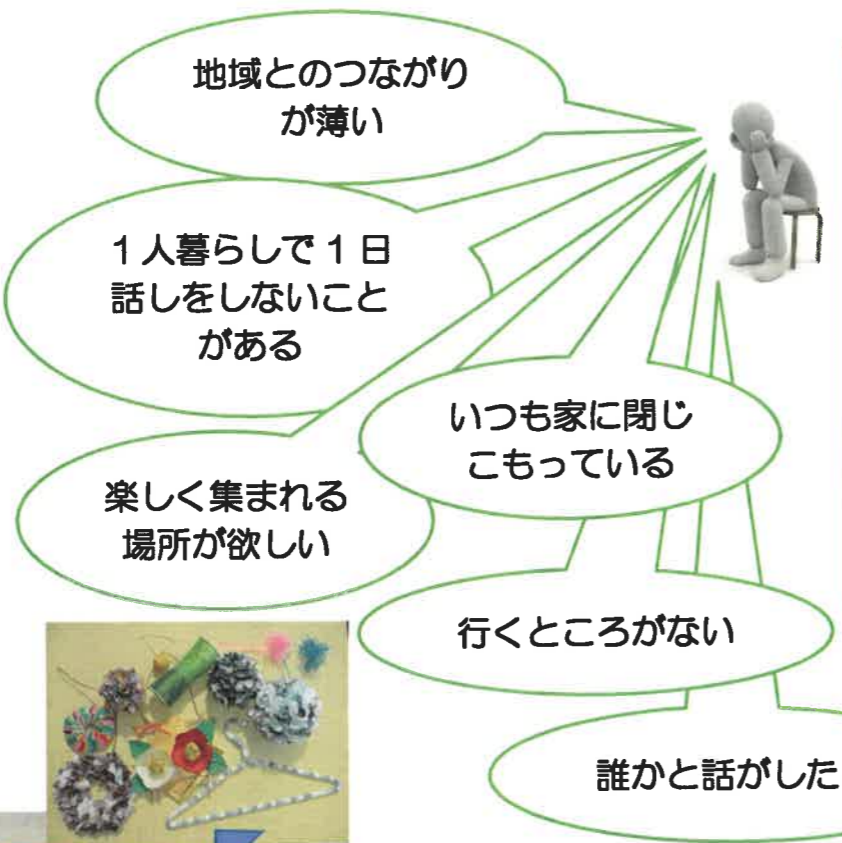 地域とのつながり
が薄い
1人暮らしで1日
話しをしないこと
がある
いつも家に閉じ
こもっている
楽しく集まれる
場所が欲しい
行くところがない
誰かと話がした